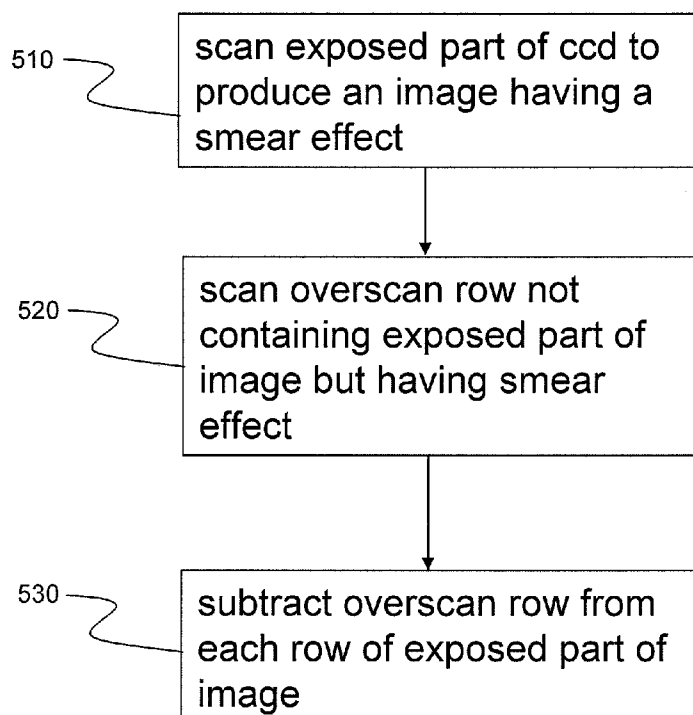 510
scan exposed part of ccd to
produce an image having a
smear effect
520
scan overscan row not
containing exposed part of
image but having smear
effect
530
subtract overscan row from
each row of exposed part of
image